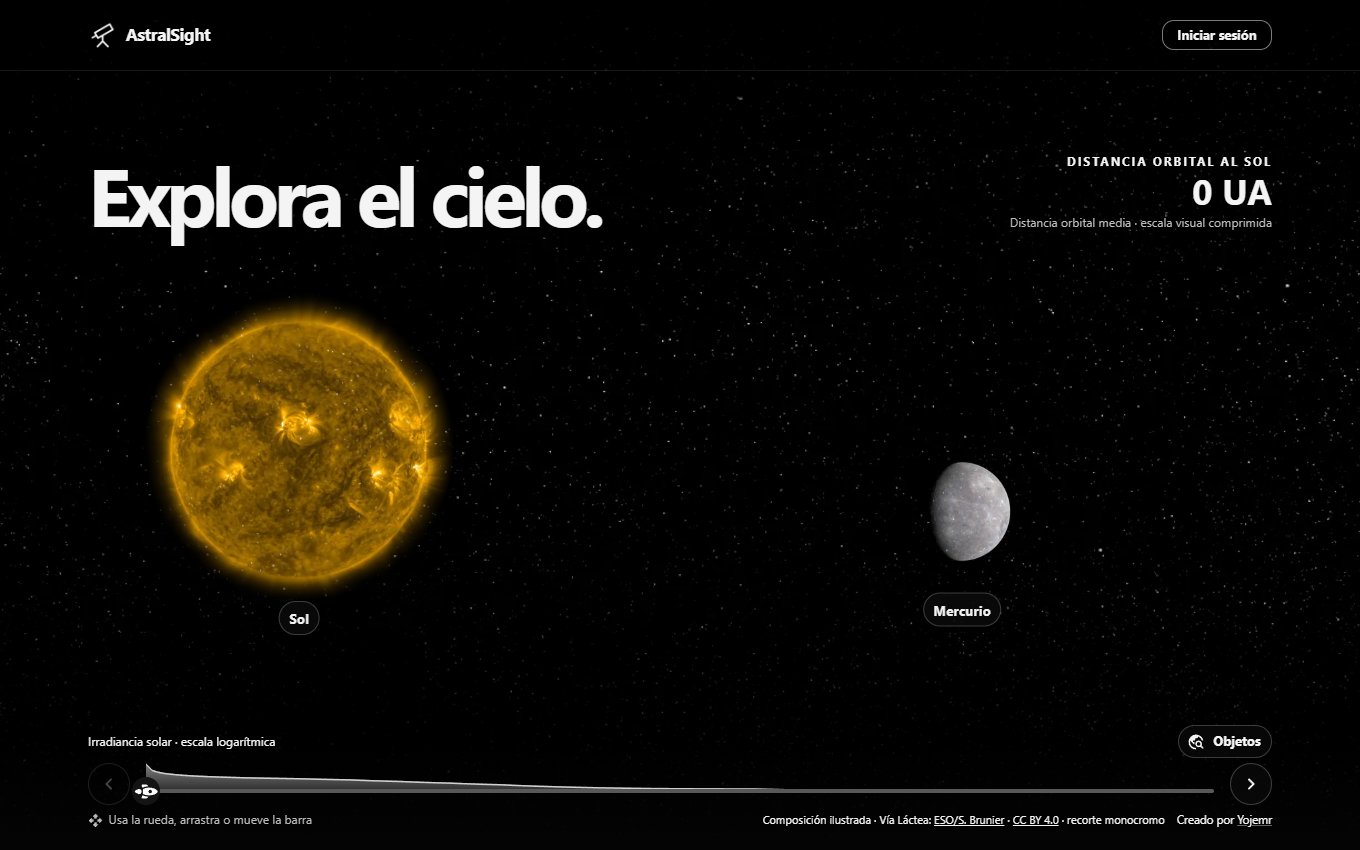 AstralSight
Iniciar sesión
Explora el cielo.
DISTANCIA ORBITAL AL SOL
0 UA
Distancia orbital media · escala visual comprimida
Sol
Mercurio
Irradiancia solar · escala logarítmica
Objetos
Usa la rueda, arrastra o mueve la barra
Composición ilustrada · Vía Láctea: ESO/S. Brunier · CC BY 4.0 · recorte monocromo Creado por Yojemr